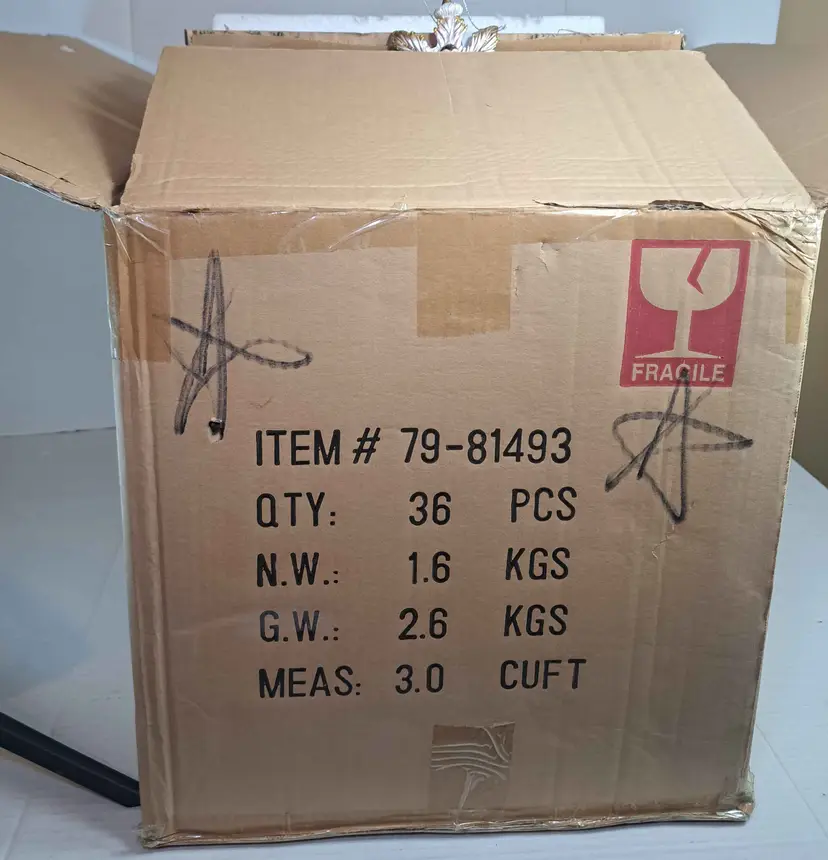 FRAGILE
ITEM # 79-81493
QTY: 36 PCS
N.W.: 1.6 KGS
G.W.: 2.6 KGS
MEAS: 3.0 CUFT